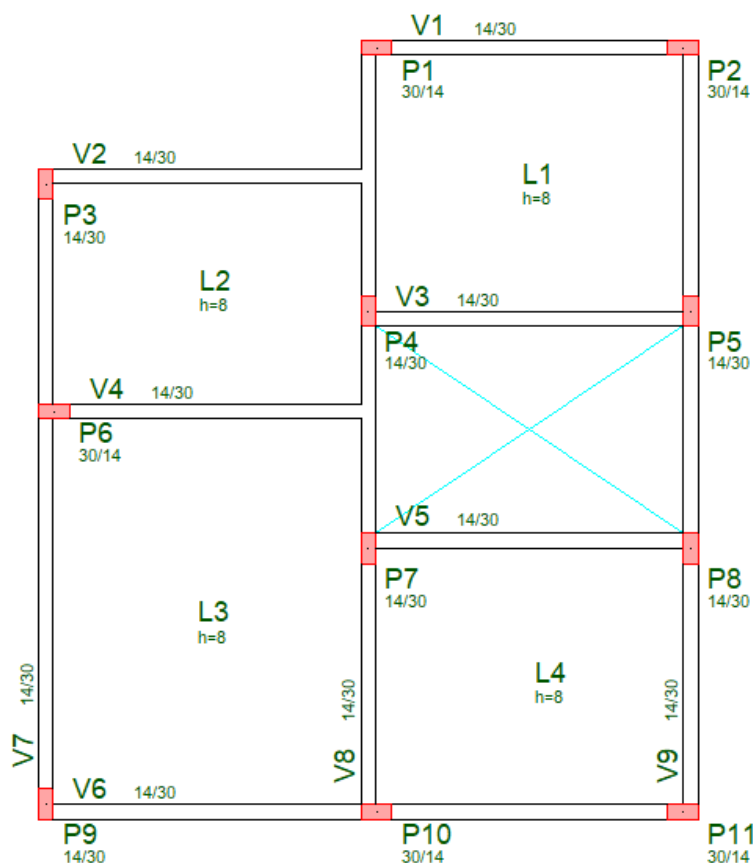 V1 14/30
P1
30/14
P2
30/14
V2 14/30
L1
h=8
P3
14/30
L2
h=8
V3 14/30
P4
14/30
P5
14/30
V4 14/30
P6
30/14
V5 14/30
P7
14/30
P8
14/30
L3
h=8
L4
h=8
V7 14/30
V8 14/30
V9 14/30
V6 14/30
P9
14/30
P10
30/14
P11
30/14